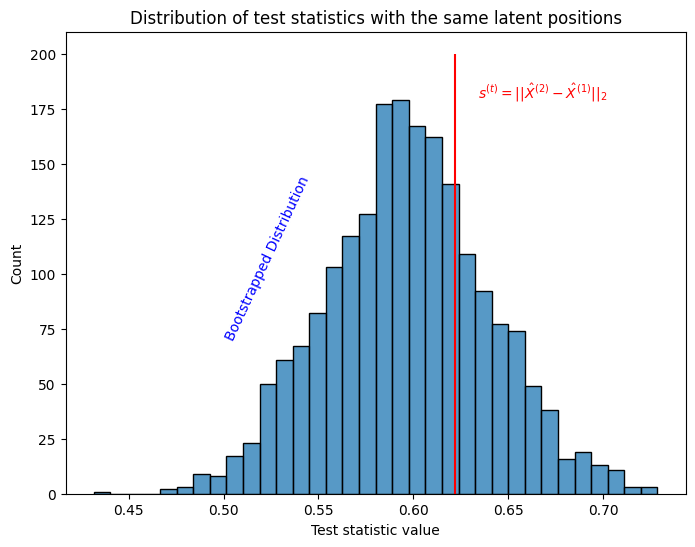 Distribution of test statistics with the same latent positions
200
175
150
125
100
75
50
25
0
Count
s^{(t)} = ||X̂^{(2)} − X̂^{(1)}||_2
Bootstrapped Distribution
0.45 0.50 0.55 0.60 0.65 0.70
Test statistic value